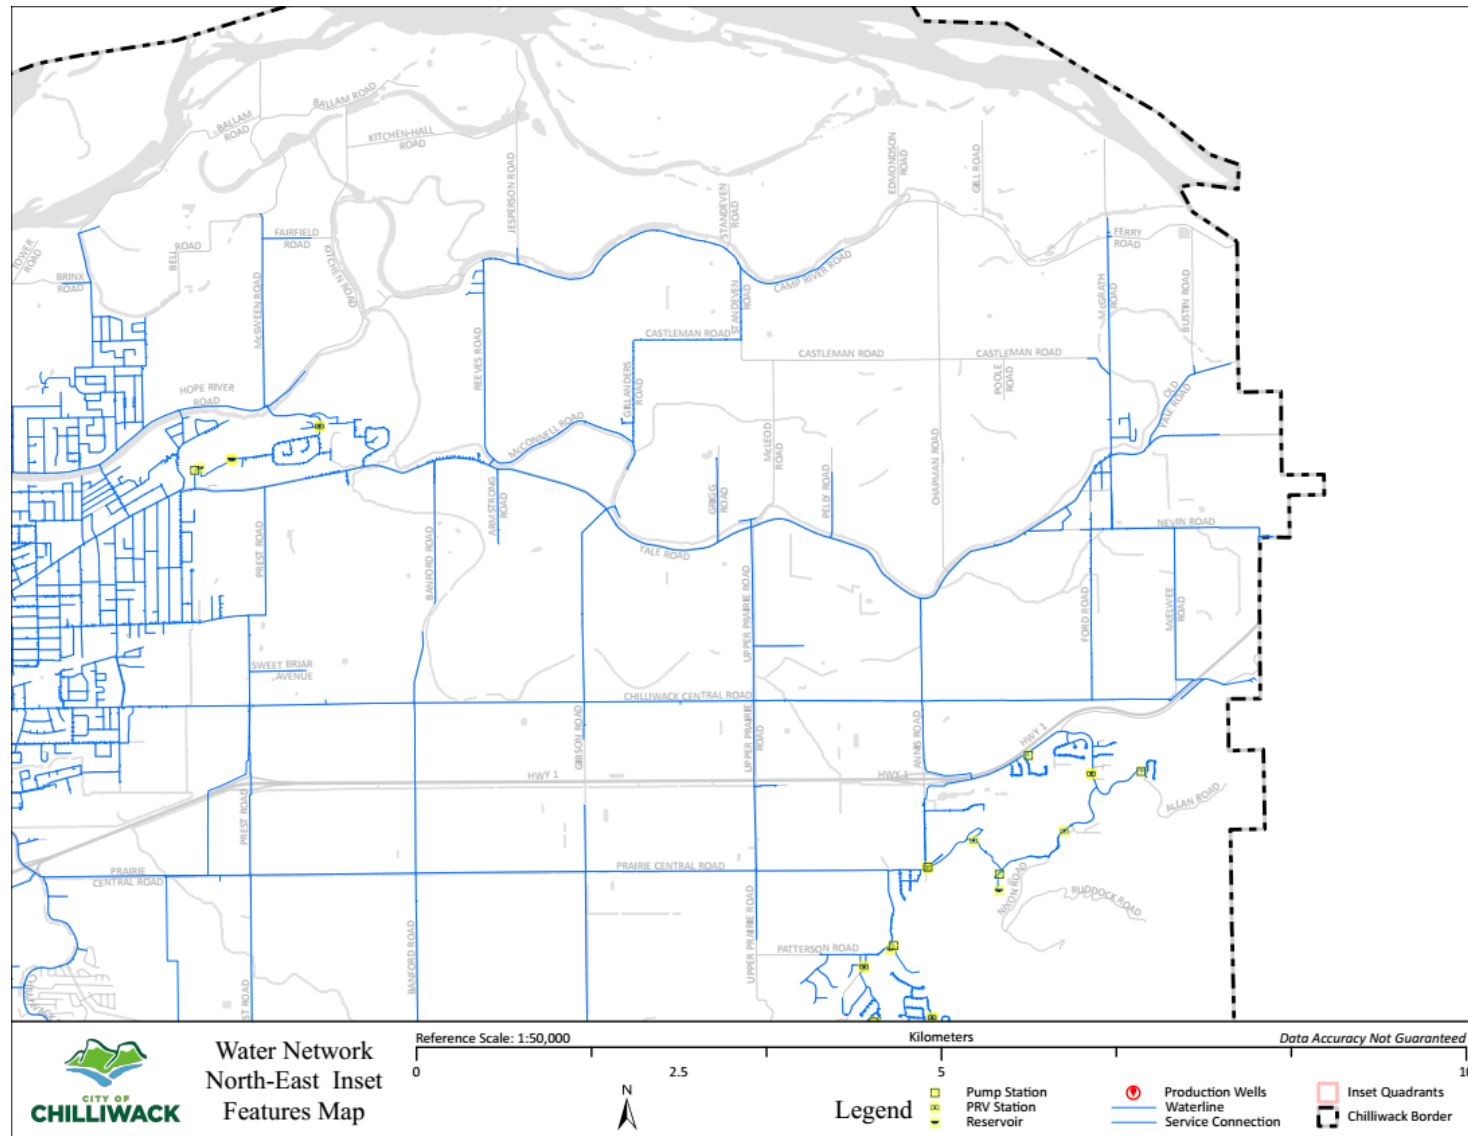 BALLAM ROAD
BALLAM
ROAD
KITCHEN-HALL
ROAD
JESPERSON ROAD
STANDEVEN
ROAD
EDMONDSON
ROAD
GILL ROAD
TOWER
ROAD
BELL ROAD
FAIRFIELD
ROAD
KITCHEN ROAD
BRINX
ROAD
McSWEEN ROAD
CAMP RIVER ROAD
FERRY
ROAD
McGRATH
ROAD
BUSTIN ROAD
STANDEVEN
ROAD
REEVES ROAD
CASTLEMAN ROAD
CASTLEMAN ROAD
CASTLEMAN ROAD
POOLE
ROAD
HOPE RIVER
ROAD
GILLANDERS
ROAD
McCONNELL ROAD
McLEOD
ROAD
CHAPMAN ROAD
OLD
YALE ROAD
ARMSTRONG
ROAD
GRIGG
ROAD
PELLY ROAD
NEVIN ROAD
PREST ROAD
BANFORD ROAD
YALE ROAD
UPPER PRAIRIE ROAD
FORD ROAD
McELWEE
ROAD
SWEET BRIAR
AVENUE
CHILLIWACK CENTRAL ROAD
GIBSON ROAD
UPPER PRAIRIE
ROAD
ANNIS ROAD
HWY 1
HWY 1
HWY 1
ALLAN ROAD
PREST ROAD
PRAIRIE
CENTRAL ROAD
PRAIRIE CENTRAL ROAD
NIXON ROAD
RUDDOCK ROAD
BANFORD ROAD
UPPER PRAIRIE ROAD
PATTERSON ROAD
ST ROAD
CITY OF
CHILLIWACK
Water Network
North-East Inset
Features Map
Reference Scale: 1:50,000
Kilometers
Data Accuracy Not Guaranteed
0
2.5
5
10
N
Legend
Pump Station
PRV Station
Reservoir
Production Wells
Waterline
Service Connection
Inset Quadrants
Chilliwack Border